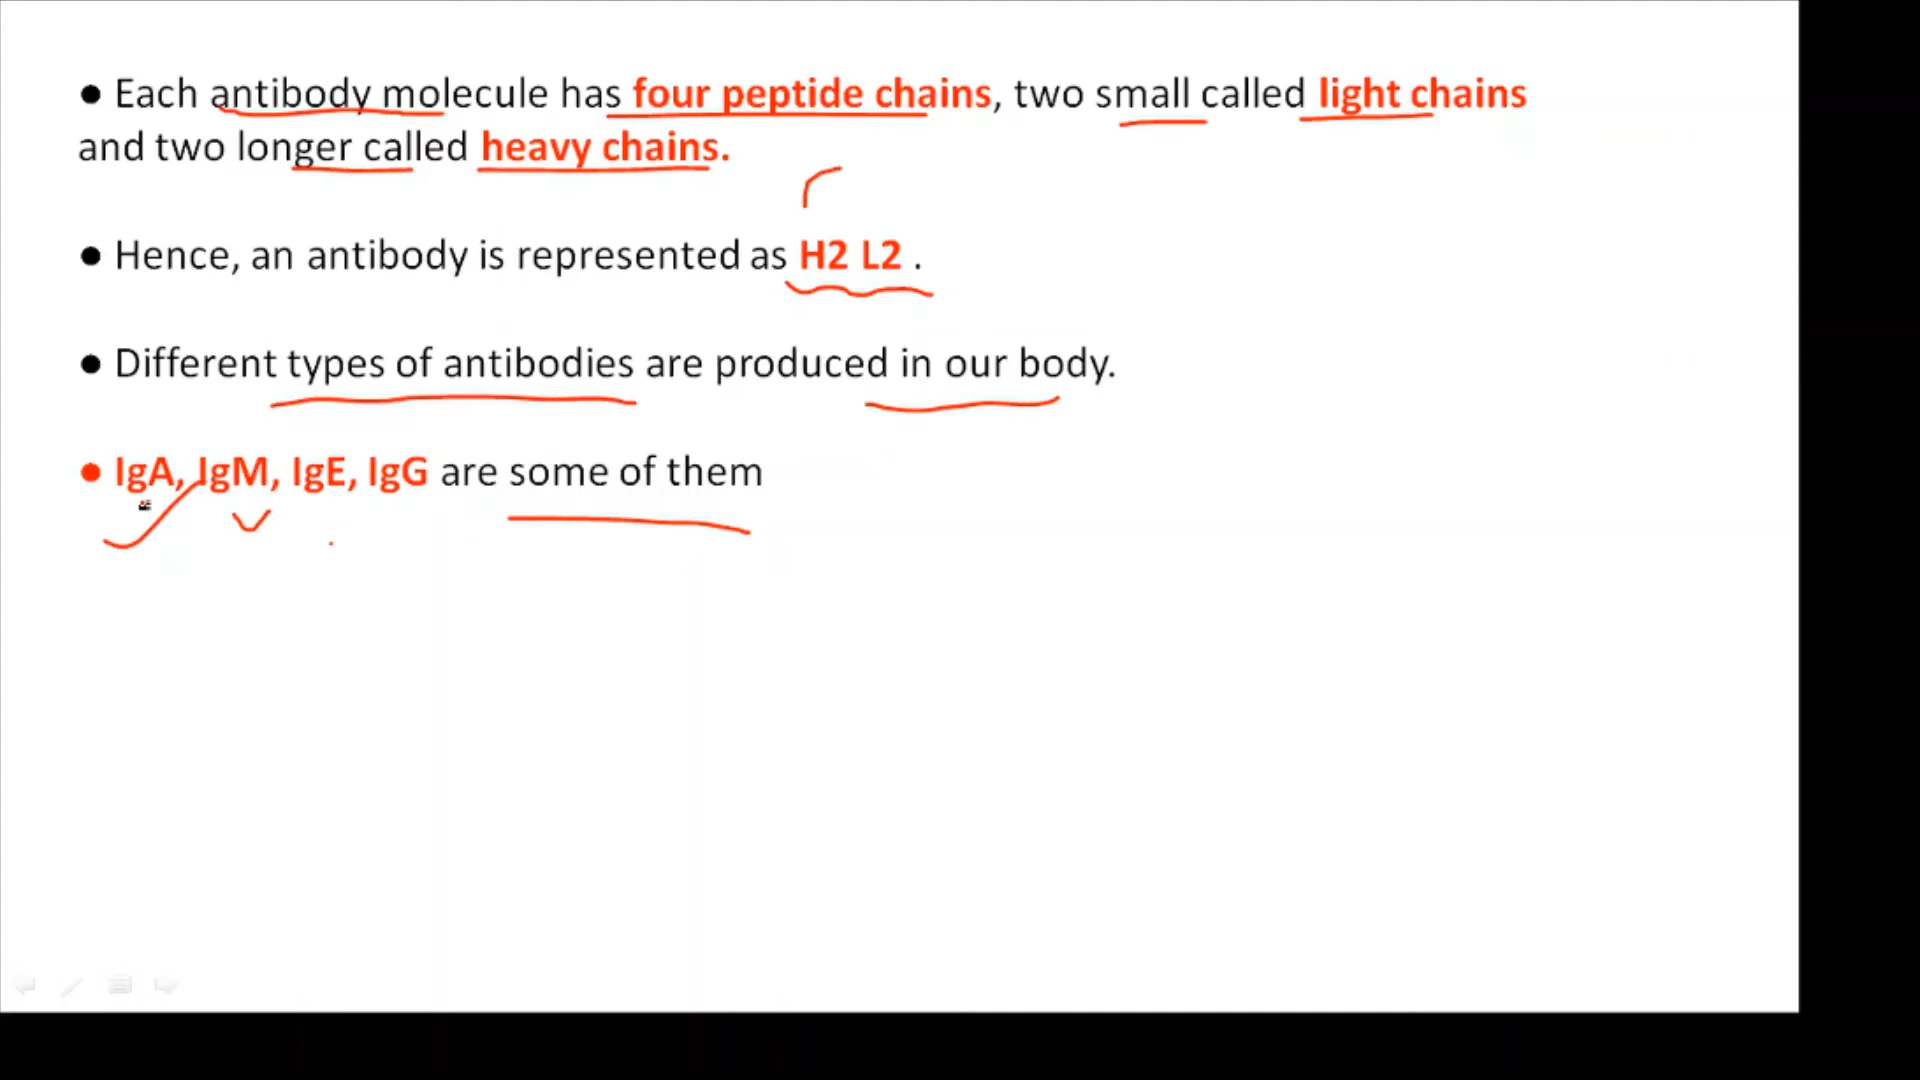 ● Each antibody molecule has four peptide chains, two small called light chains
and two longer called heavy chains.
● Hence, an antibody is represented as H2 L2 .
● Different types of antibodies are produced in our body.
● IgA, IgM, IgE, IgG are some of them